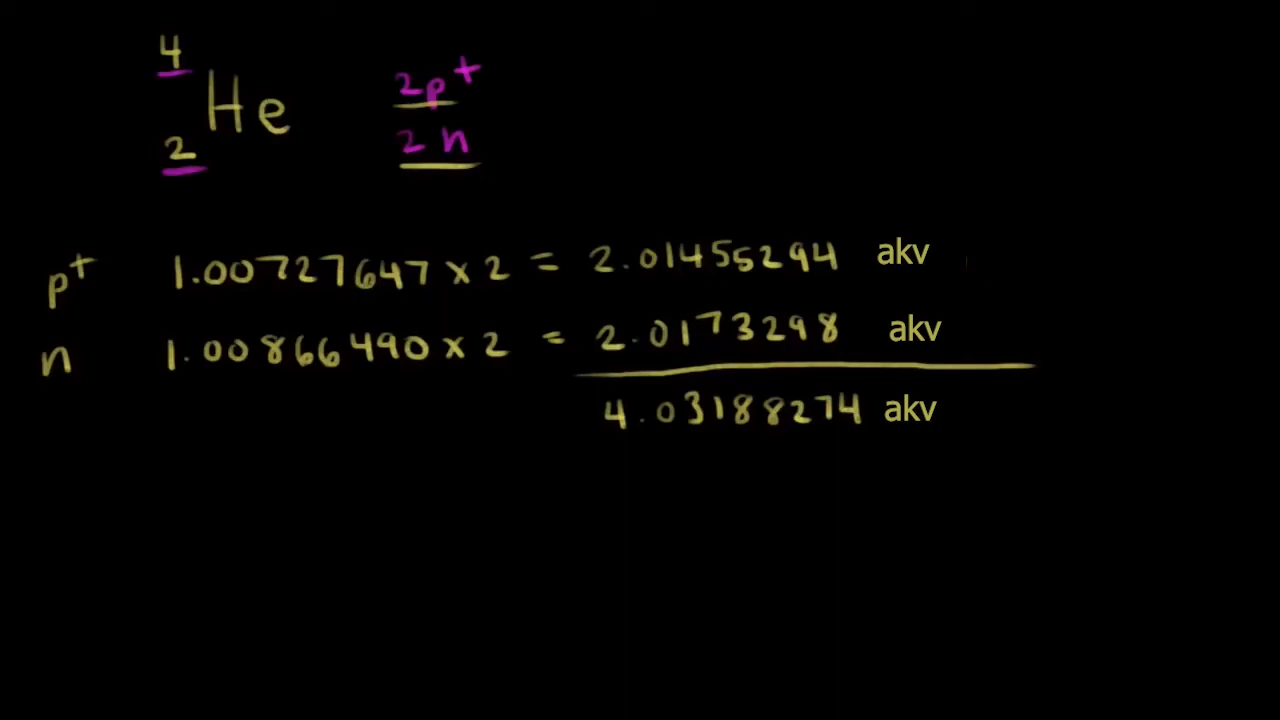 4
He 2p+
2 2 n
p+ 1.00727647 x 2 = 2.01455294 akv
n 1.00866490 x 2 = 2.0173298 akv
4.03188274 akv